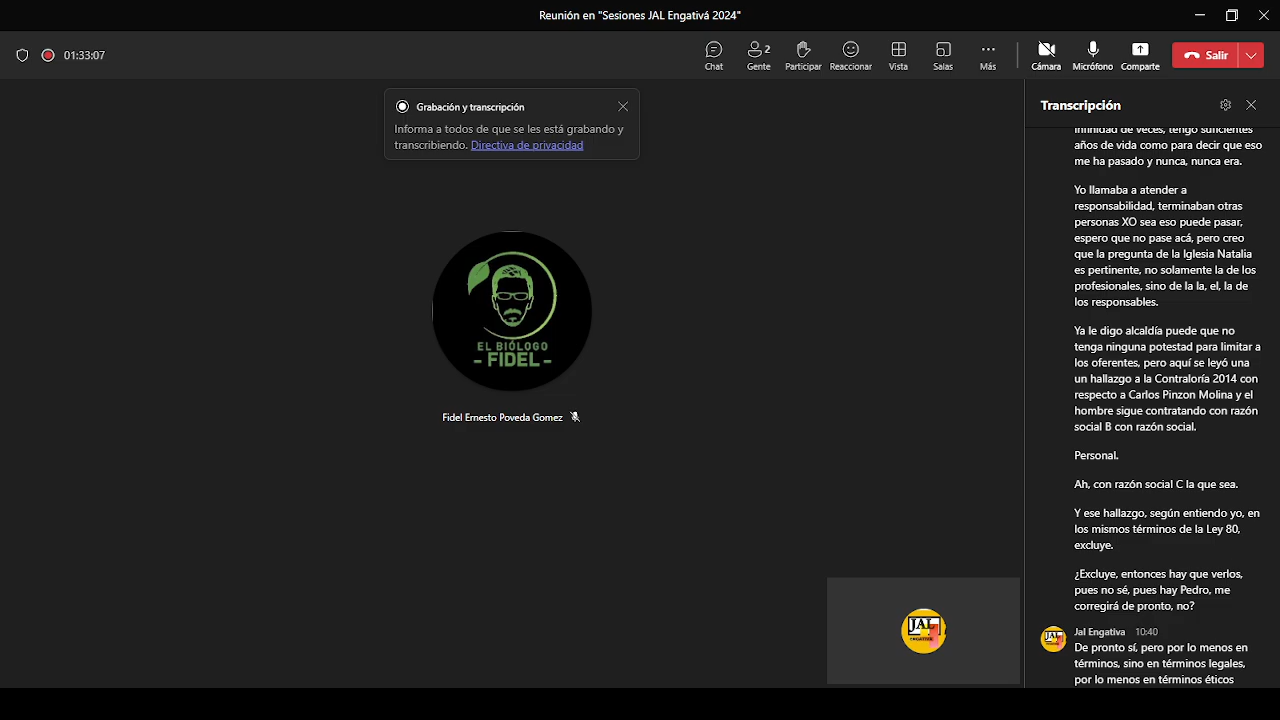 Reunión en "Sesiones JAL Engativá 2024"
01:33:07
Chat
Gente
2
Participar
Reaccionar
Vista
Salas
Más
Cámara
Micrófono
Comparte
Salir
Grabación y transcripción
Informa a todos de que se les está grabando y
transcribiendo. Directiva de privacidad
EL BIÓLOGO
- FIDEL -
Fidel Ernesto Poveda Gomez
JAL
Transcripción
infinidad de veces, tengo suficientes
años de vida como para decir que eso
me ha pasado y nunca, nunca era.
Yo llamaba a atender a
responsabilidad, terminaban otras
personas XO sea eso puede pasar,
espero que no pase acá, pero creo
que la pregunta de la Iglesia Natalia
es pertinente, no solamente la de los
profesionales, sino de la la, el, la de
los responsables.
Ya le digo alcaldía puede que no
tenga ninguna potestad para limitar a
los oferentes, pero aquí se leyó una
un hallazgo a la Contraloría 2014 con
respecto a Carlos Pinzon Molina y el
hombre sigue contratando con razón
social B con razón social.
Personal.
Ah, con razón social C la que sea.
Y ese hallazgo, según entiendo yo, en
los mismos términos de la Ley 80,
excluye.
¿Excluye, entonces hay que verlos,
pues no sé, pues hay Pedro, me
corregirá de pronto, no?
Jal Engativa 10:40
De pronto sí, pero por lo menos en
términos, sino en términos legales,
por lo menos en términos éticos